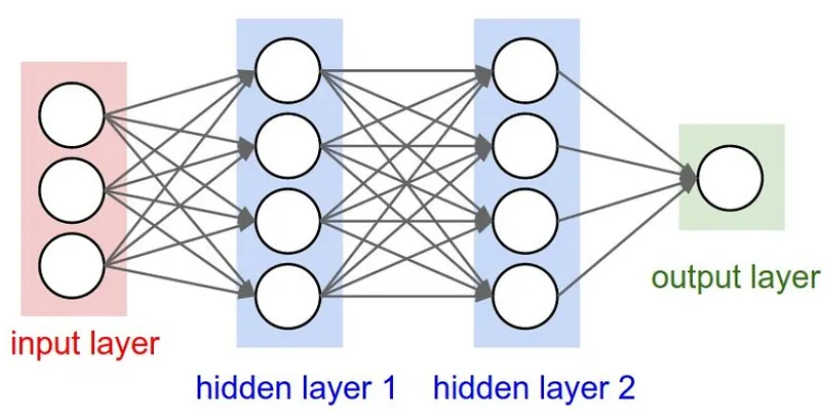 input layer
hidden layer 1
hidden layer 2
output layer